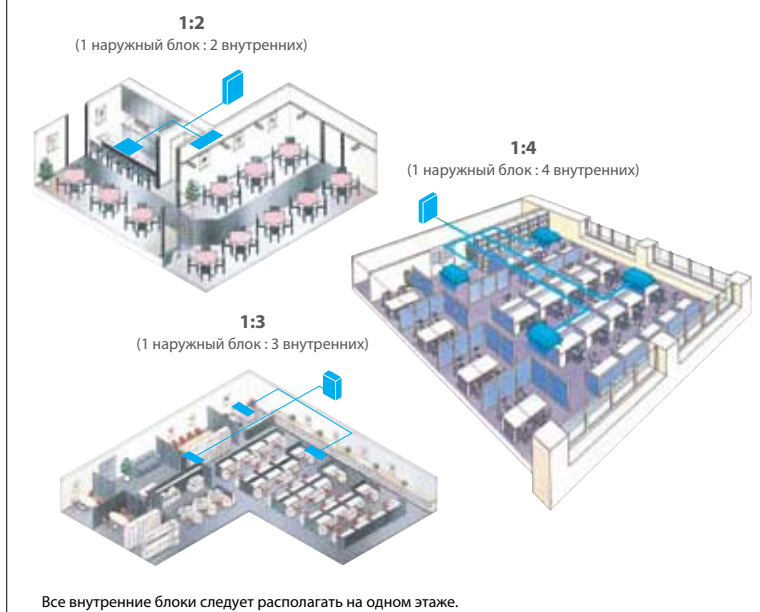 1:2
(1 наружный блок : 2 внутренних)
1:4
(1 наружный блок : 4 внутренних)
1:3
(1 наружный блок : 3 внутренних)
Все внутренние блоки следует располагать на одном этаже.